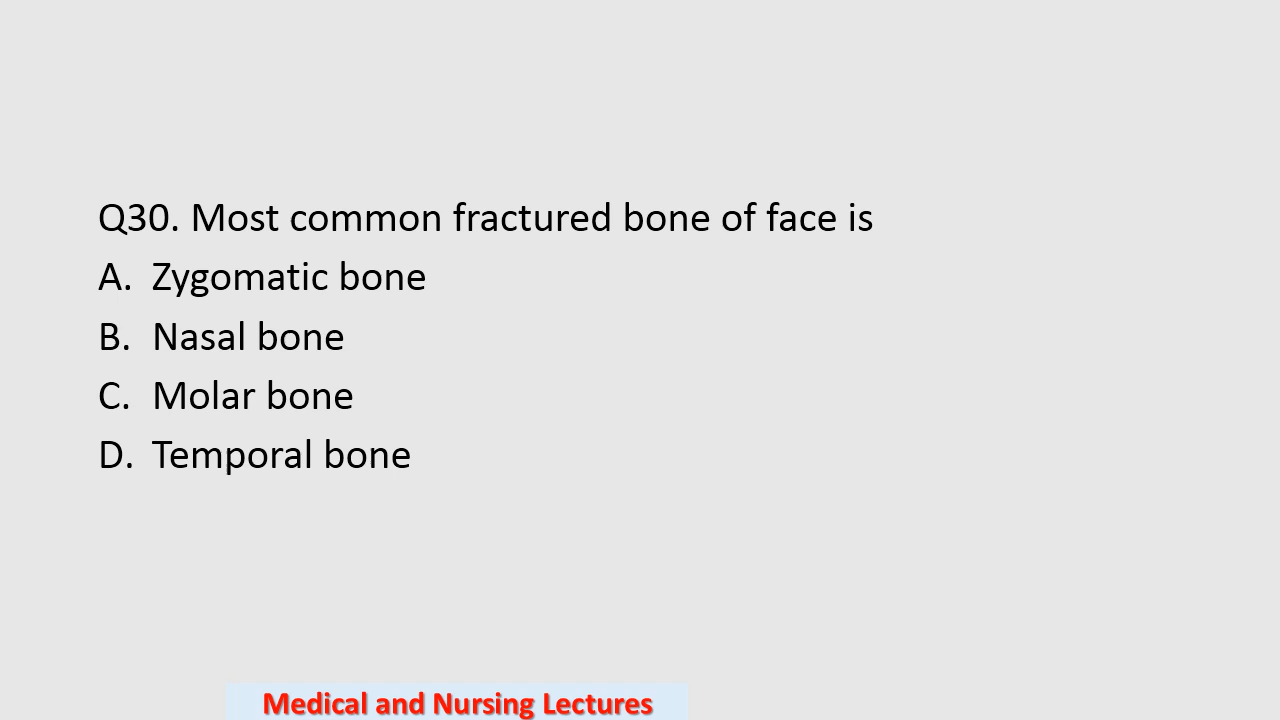 Q30. Most common fractured bone of face is
A. Zygomatic bone
B. Nasal bone
C. Molar bone
D. Temporal bone
Medical and Nursing Lectures